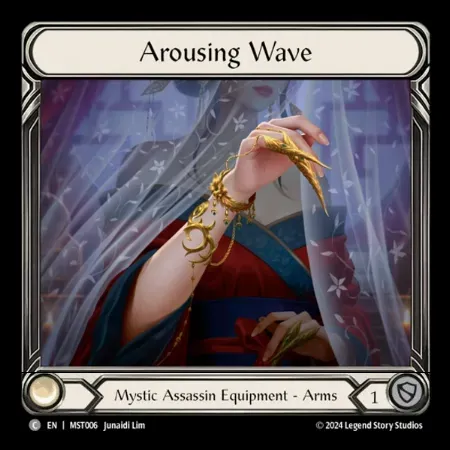 Arousing Wave
Mystic Assassin Equipment - Arms 1
C EN | MST006 Junaidi Lim © 2024 Legend Story Studios